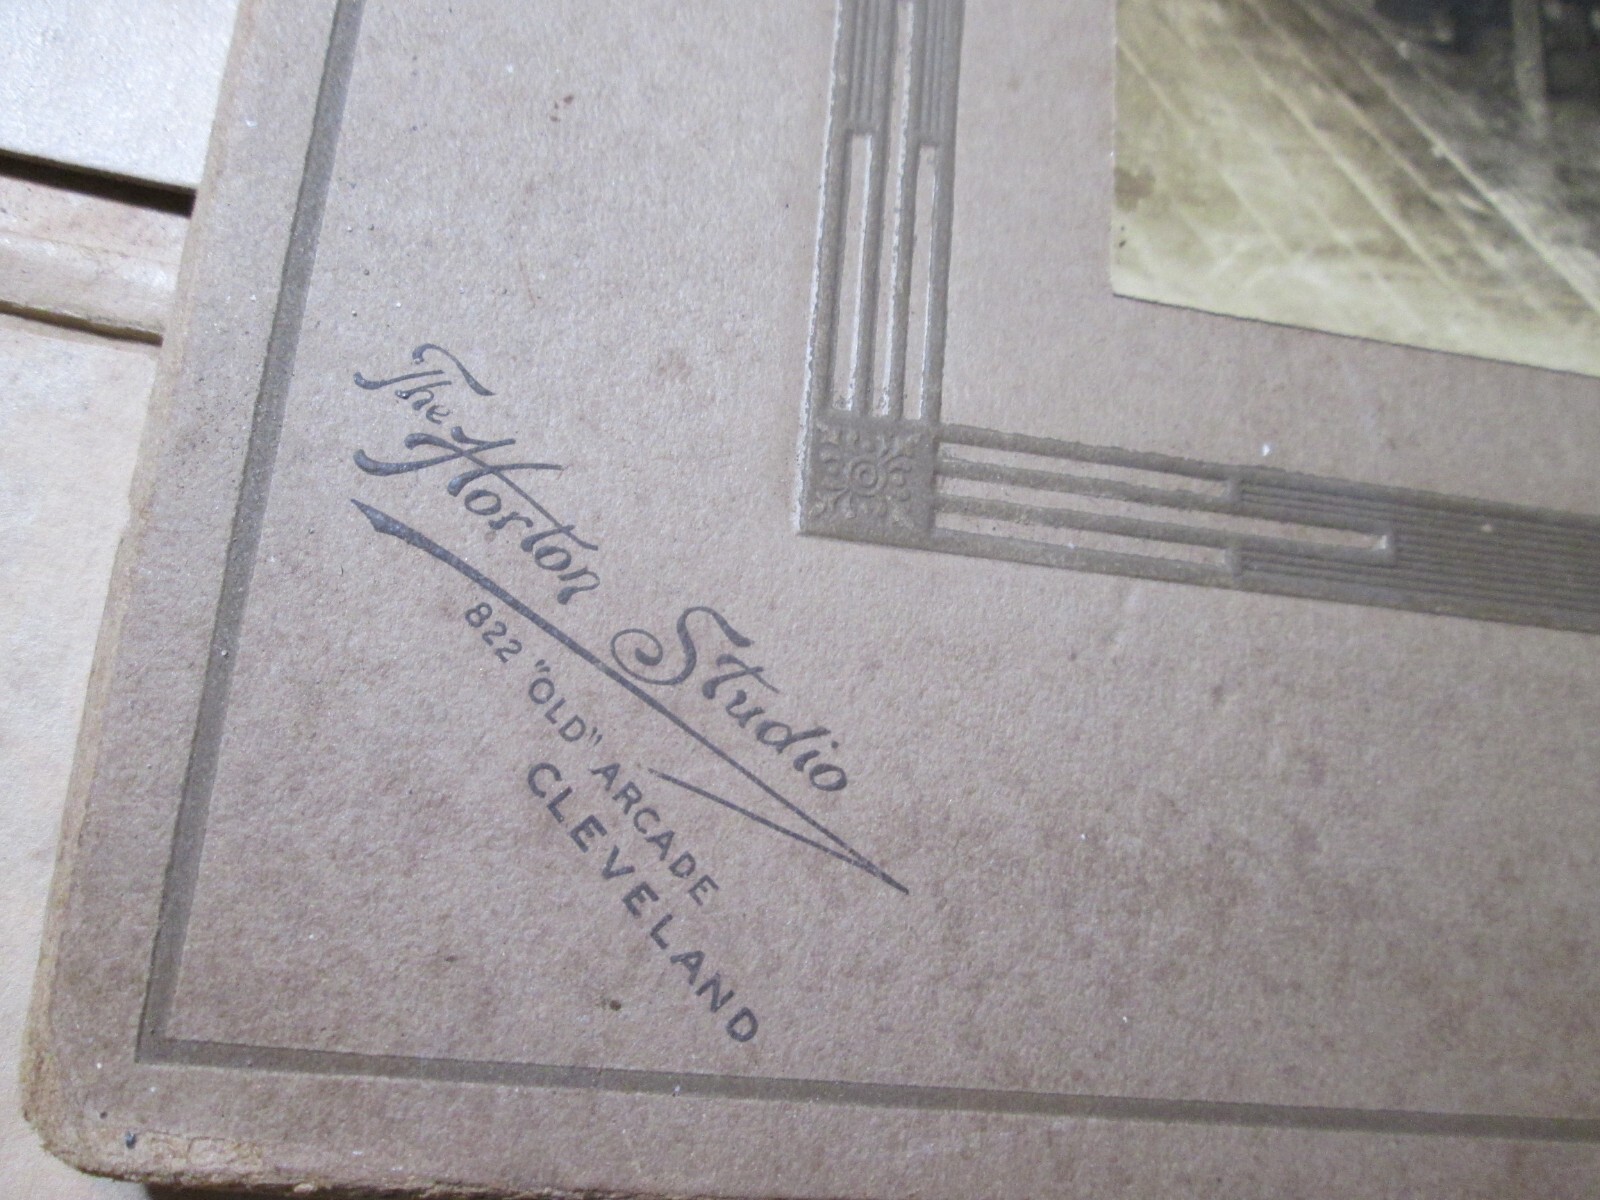 The Horton Studio
822 "OLD" ARCADE
CLEVELAND